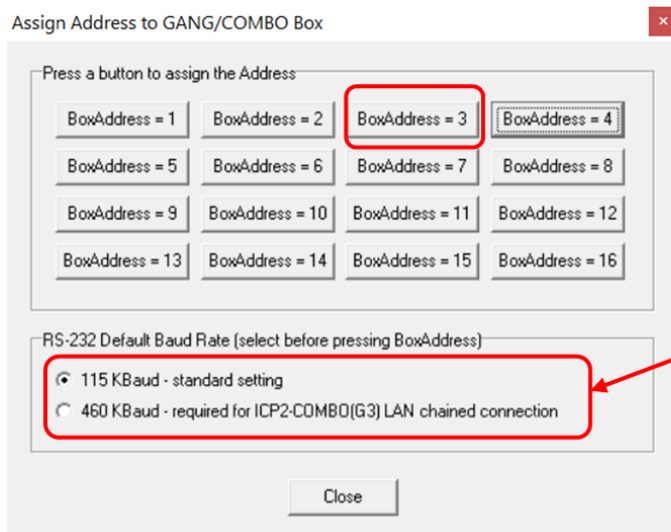 Assign Address to GANG/COMBO Box
Press a button to assign the Address
BoxAddress = 1 BoxAddress = 2 BoxAddress = 3 BoxAddress = 4
BoxAddress = 5 BoxAddress = 6 BoxAddress = 7 BoxAddress = 8
BoxAddress = 9 BoxAddress = 10 BoxAddress = 11 BoxAddress = 12
BoxAddress = 13 BoxAddress = 14 BoxAddress = 15 BoxAddress = 16
RS-232 Default Baud Rate (select before pressing BoxAddress)
115 KBaud - standard setting
460 KBaud - required for ICP2-COMBO(G3) LAN chained connection
Close